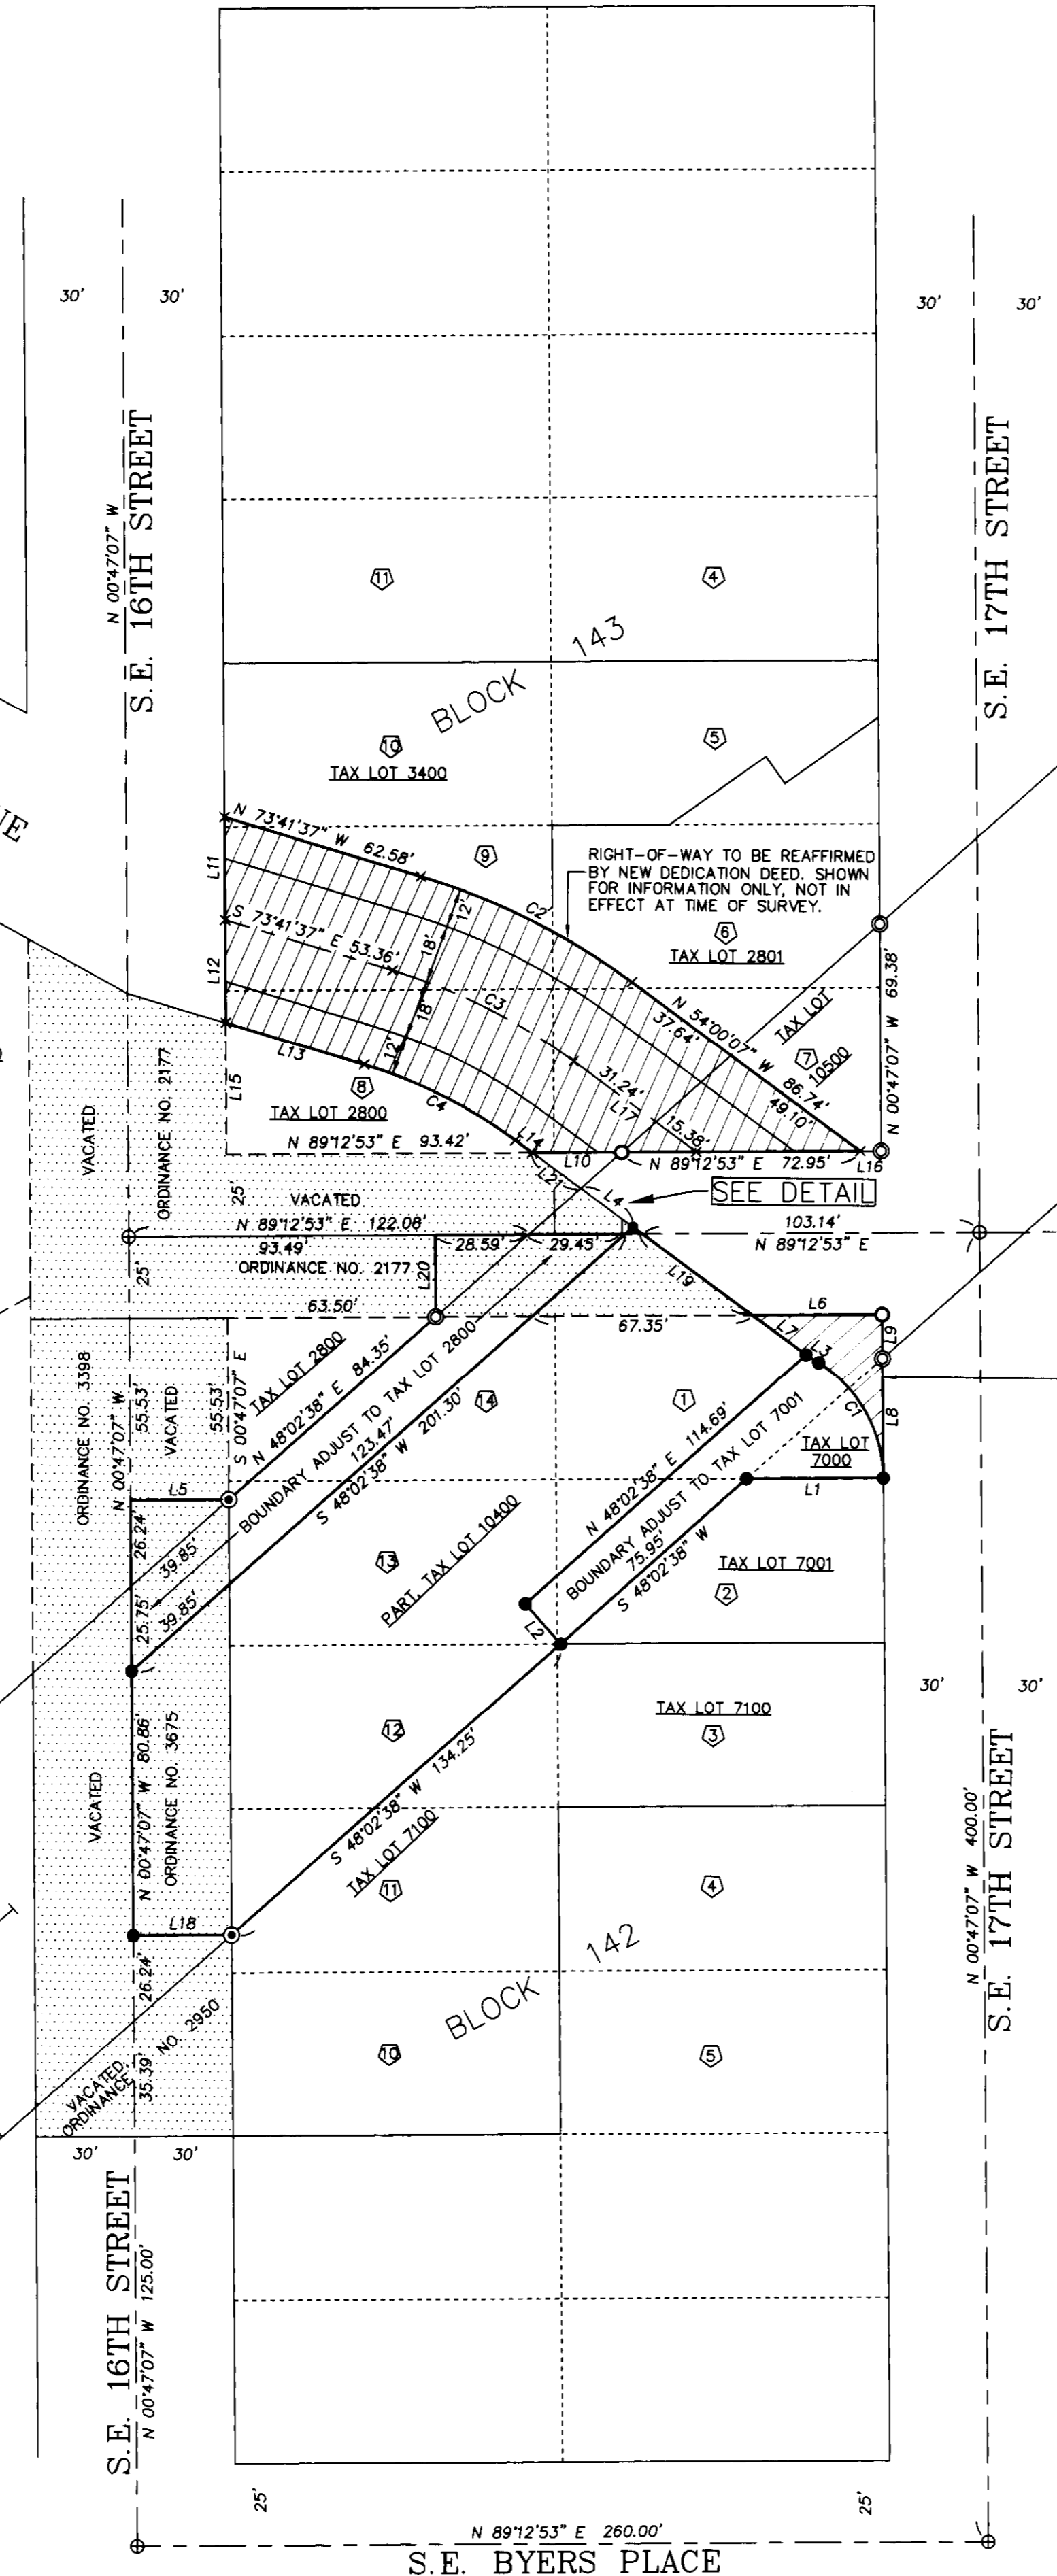 30'
30'
30'
30'
N 00°47'07" W
S.E. 16TH STREET
S.E. 17TH STREET
11
4
BLOCK 143
10
TAX LOT 3400
5
N 73°41'37" W
62.58'
9
L11
RIGHT-OF-WAY TO BE REAFFIRMED
BY NEW DEDICATION DEED. SHOWN
FOR INFORMATION ONLY, NOT IN
EFFECT AT TIME OF SURVEY.
C2
12'
18'
S 73°41'37" E 53.36'
6
TAX LOT 2801
L12
C3
18'
12'
N 54°00'07" W 86.74'
37.64'
49.10'
TAX LOT
7
10500
N 00°47'07" W 69.38'
L13
8
TAX LOT 2800
C4
31.24'
L17
15.38'
L15
VACATED
ORDINANCE NO. 2177
N 89°12'53" E 93.42'
L14
L10
N 89°12'53" E 72.95'
L16
L21
L4
SEE DETAIL
25'
VACATED
N 89°12'53" E 122.08'
93.49'
28.59'
29.45'
103.14'
N 89°12'53" E
25'
ORDINANCE NO. 2177
L20
L19
63.50'
67.35'
L6
L7
L3
L9
C1
L8
ORDINANCE NO. 3398
N 00°47'07" W
55.53'
VACATED
55.53'
S 00°47'07" E
TAX LOT 2800
N 48°02'38" E 84.35'
BOUNDARY ADJUST TO TAX LOT 2800
123.47'
S 48°02'38" W 201.30'
14
1
TAX LOT
7000
L1
L5
N 48°02'38" E 114.69'
BOUNDARY ADJUST TO TAX LOT 7001
75.95'
S 48°02'38" W
26.24'
39.85'
25.75'
39.85'
13
PART. TAX LOT 10400
TAX LOT 7001
2
L2
30'
30'
TAX LOT 7100
3
12
VACATED
N 00°47'07" W 80.86'
ORDINANCE NO. 3675
S 48°02'38" W 134.25'
TAX LOT 7100
11
4
L18
N 00°47'07" W 400.00'
S.E. 17TH STREET
BLOCK 142
26.24'
35.39'
VACATED
ORDINANCE NO. 2950
10
5
30'
30'
S.E. 16TH STREET
N 00°47'07" W 125.00'
25'
25'
N 89°12'53" E 260.00'
S.E. BYERS PLACE